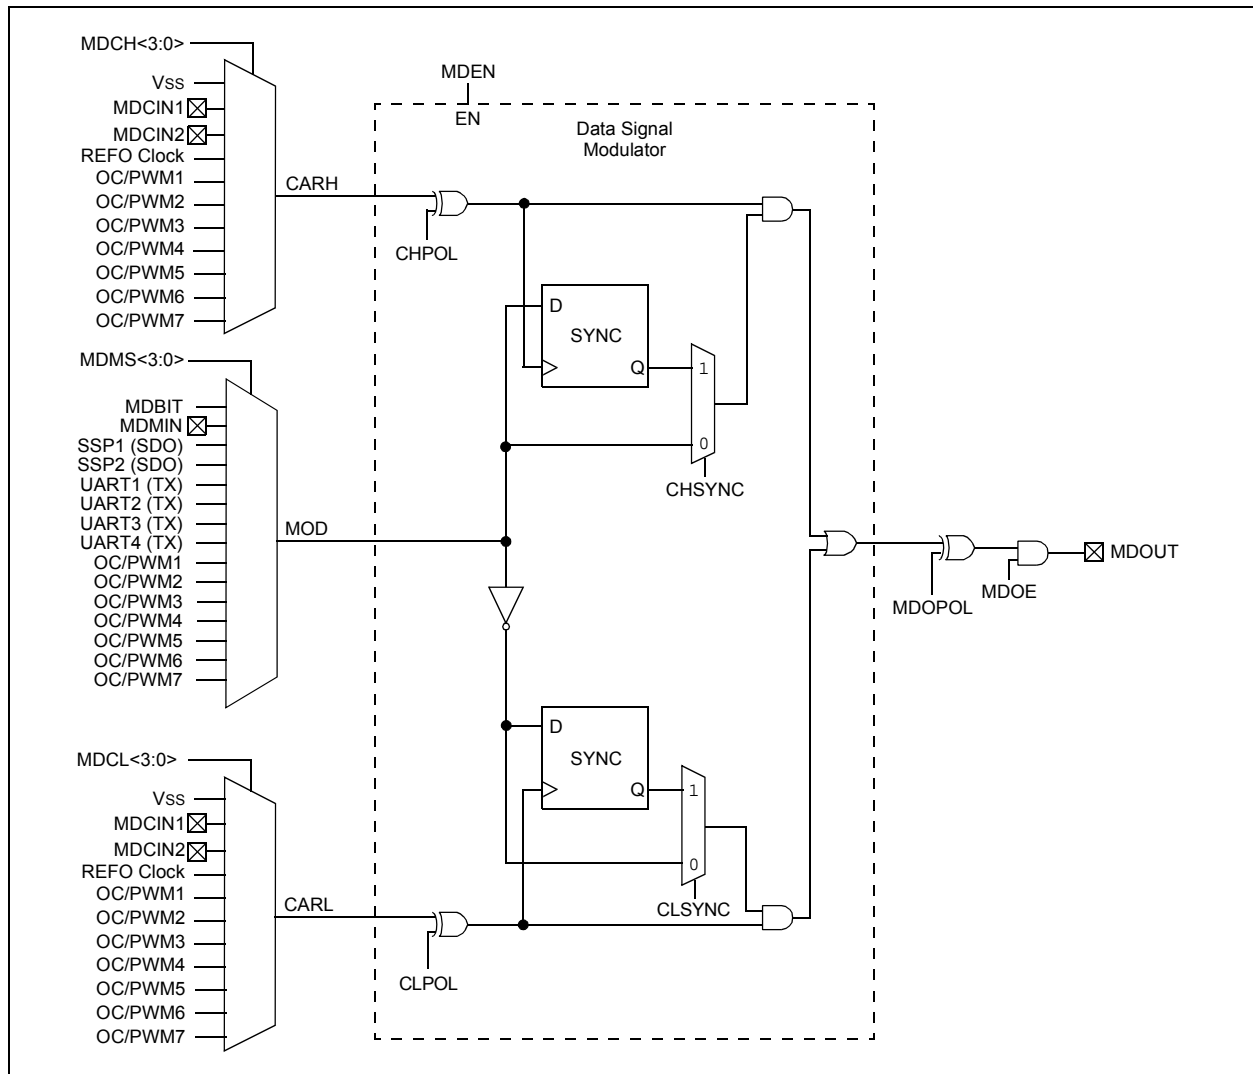 MDCH<3:0>
VSS
MDCIN1
MDCIN2
REFO Clock
OC/PWM1
OC/PWM2
OC/PWM3
OC/PWM4
OC/PWM5
OC/PWM6
OC/PWM7
CARH
MDMS<3:0>
MDBIT
MDMIN
SSP1 (SDO)
SSP2 (SDO)
UART1 (TX)
UART2 (TX)
UART3 (TX)
UART4 (TX)
OC/PWM1
OC/PWM2
OC/PWM3
OC/PWM4
OC/PWM5
OC/PWM6
OC/PWM7
MOD
MDCL<3:0>
VSS
MDCIN1
MDCIN2
REFO Clock
OC/PWM1
OC/PWM2
OC/PWM3
OC/PWM4
OC/PWM5
OC/PWM6
OC/PWM7
CARL
MDEN
EN
Data Signal
Modulator
CHPOL
D
SYNC
Q
1
0
CHSYNC
D
SYNC
Q
1
0
CLSYNC
CLPOL
MDOPOL
MDOE
MDOUT